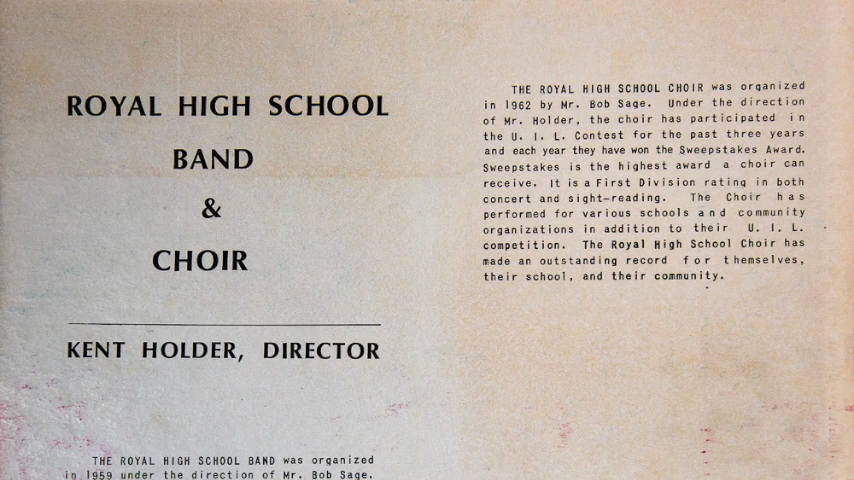 ROYAL HIGH SCHOOL
BAND
&
CHOIR
KENT HOLDER, DIRECTOR
THE ROYAL HIGH SCHOOL BAND was organized
in 1959 under the direction of Mr. Bob Sage.
THE ROYAL HIGH SCHOOL CHOIR was organized
in 1962 by Mr. Bob Sage. Under the direction
of Mr. Holder, the choir has participated in
the U. I. L. Contest for the past three years
and each year they have won the Sweepstakes Award.
Sweepstakes is the highest award a choir can
receive. It is a First Division rating in both
concert and sight-reading. The Choir has
performed for various schools and community
organizations in addition to their U. I. L.
competition. The Royal High School Choir has
made an outstanding record for themselves,
their school, and their community.